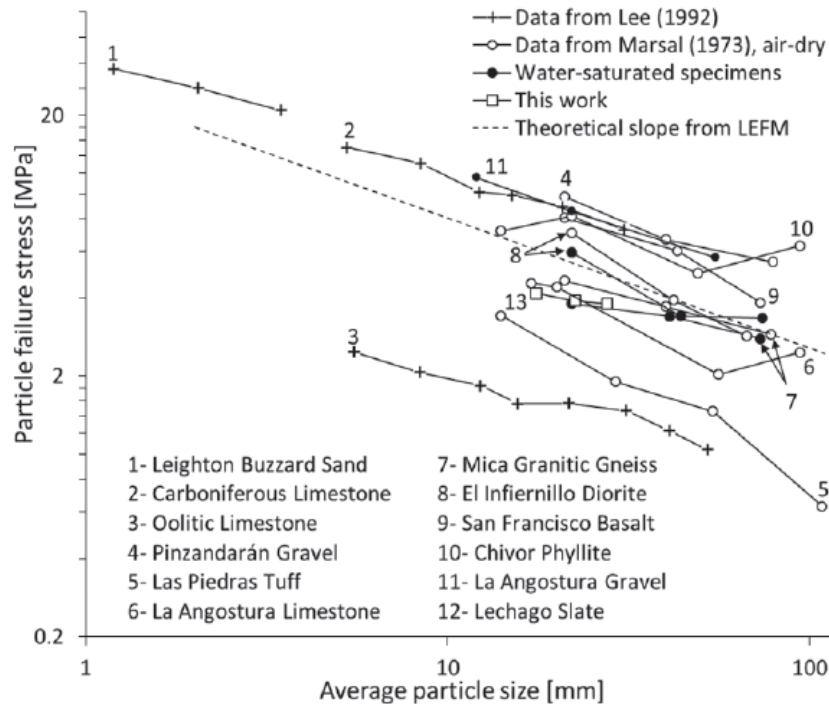 Data from Lee (1992)
Data from Marsal (1973), air-dry
Water-saturated specimens
This work
Theoretical slope from LEFM
Particle failure stress [MPa]
20
2
0.2
1
2
11
4
10
8
9
13
3
6
7
5
1- Leighton Buzzard Sand
2- Carboniferous Limestone
3- Oolitic Limestone
4- Pinzandarán Gravel
5- Las Piedras Tuff
6- La Angostura Limestone
7- Mica Granitic Gneiss
8- El Infiernillo Diorite
9- San Francisco Basalt
10- Chivor Phyllite
11- La Angostura Gravel
12- Lechago Slate
1
10
100
Average particle size [mm]